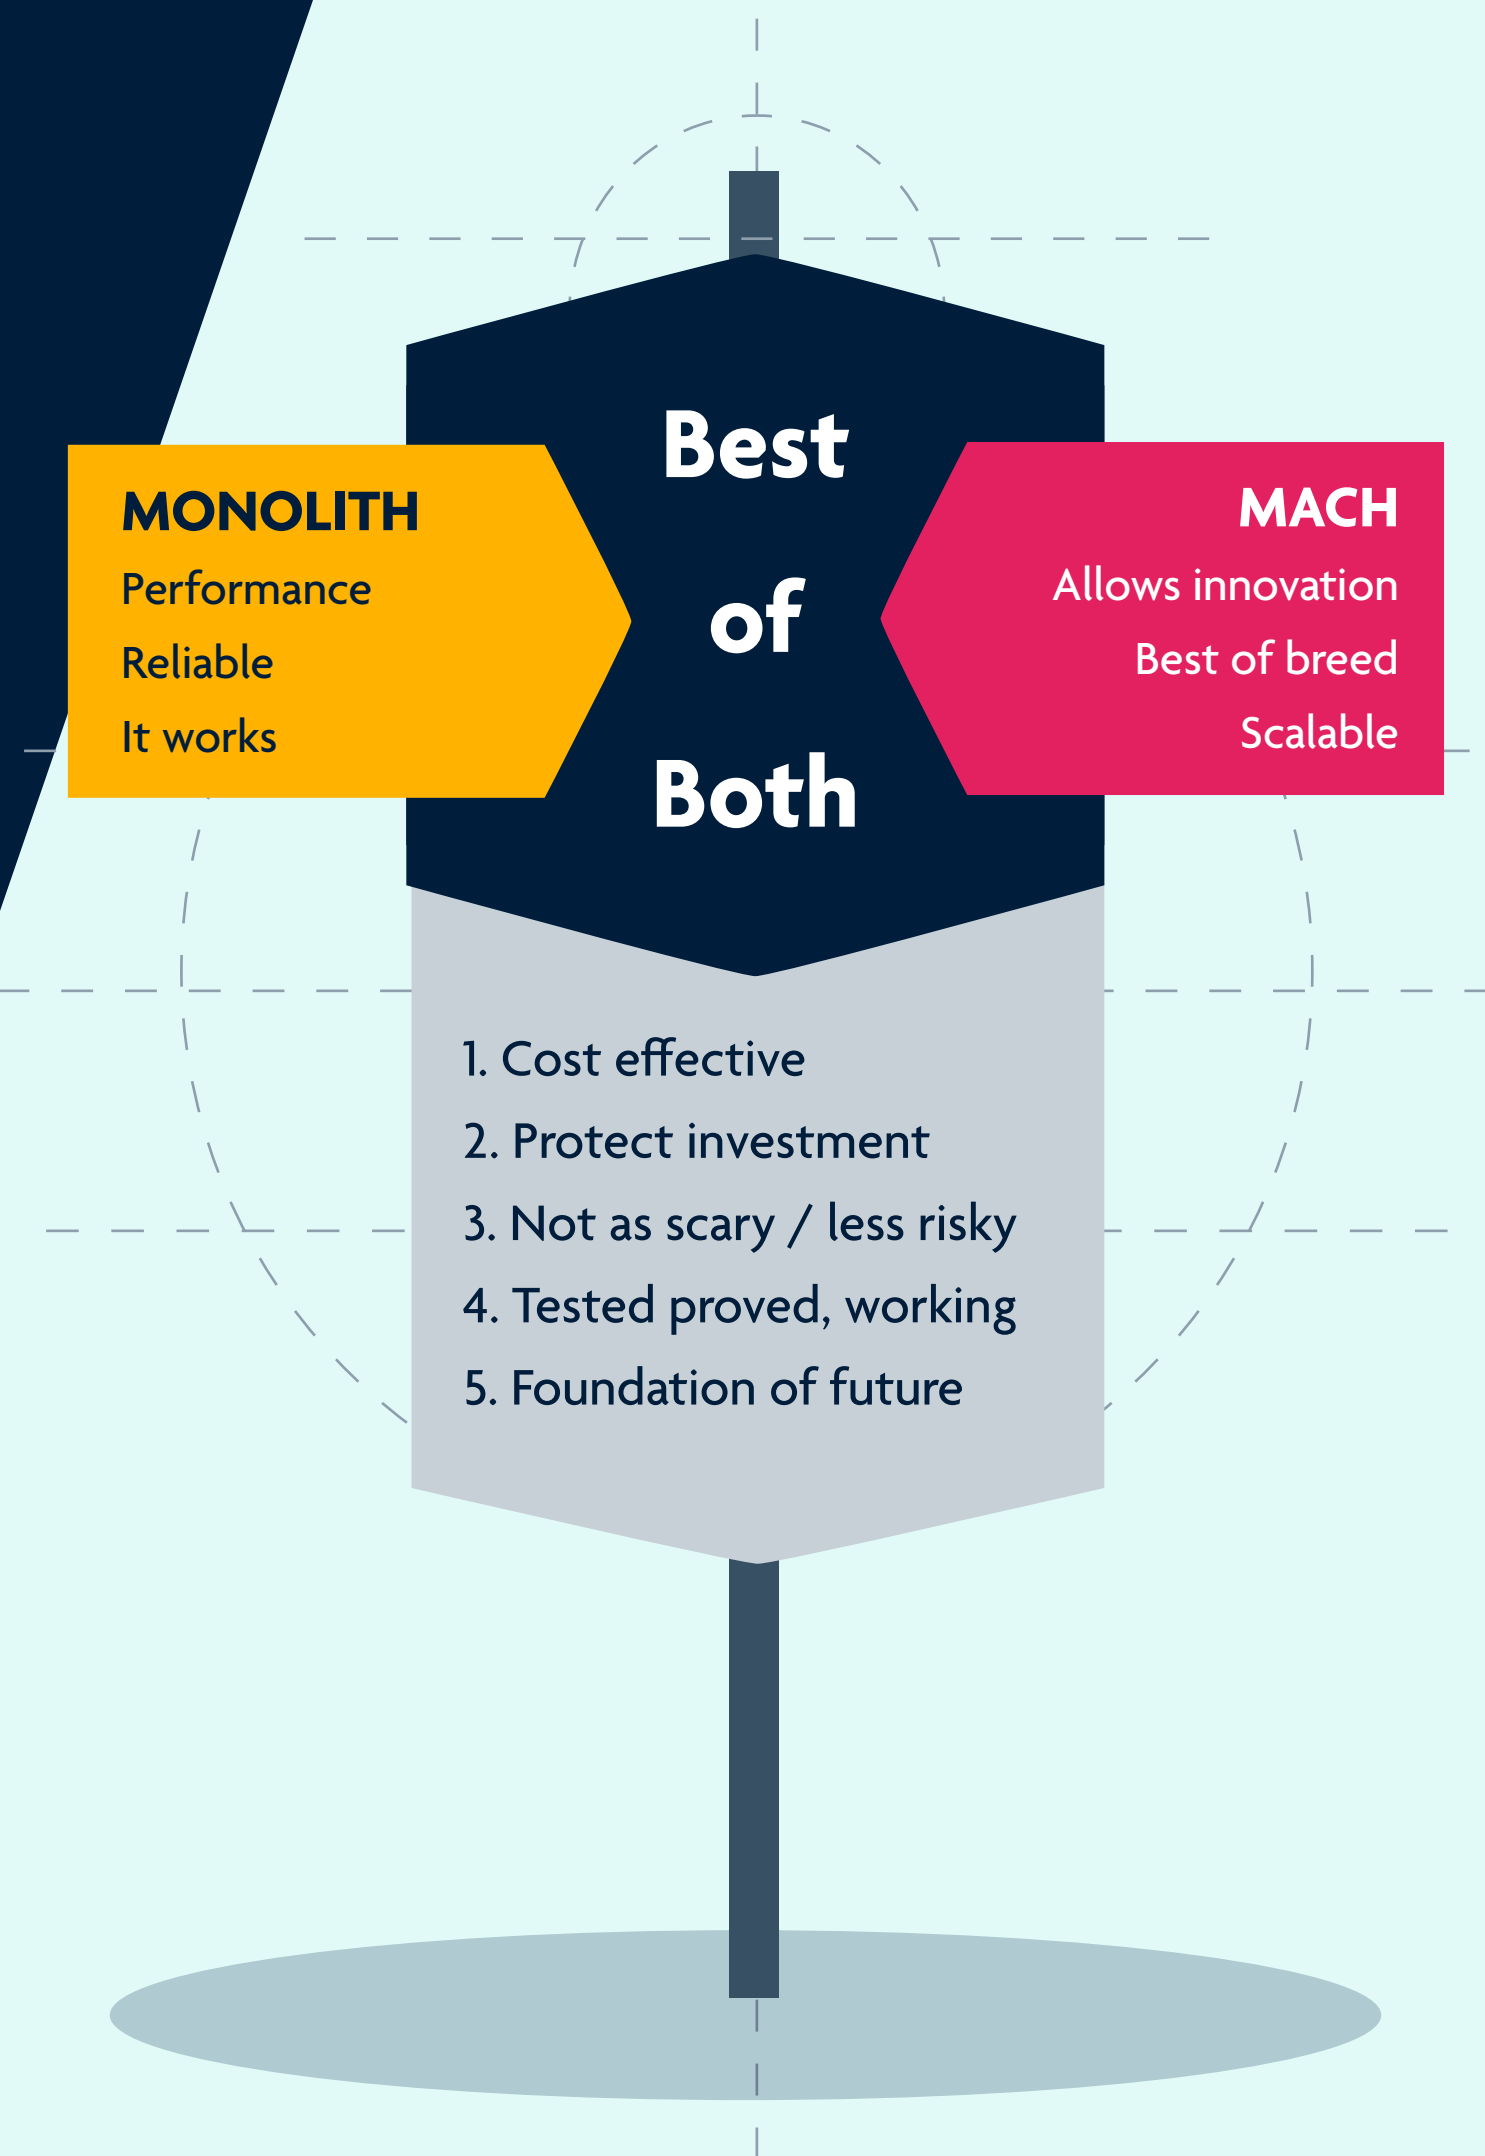 Best
of
Both
MONOLITH
Performance
Reliable
It works
MACH
Allows innovation
Best of breed
Scalable
1. Cost effective
2. Protect investment
3. Not as scary / less risky
4. Tested proved, working
5. Foundation of future